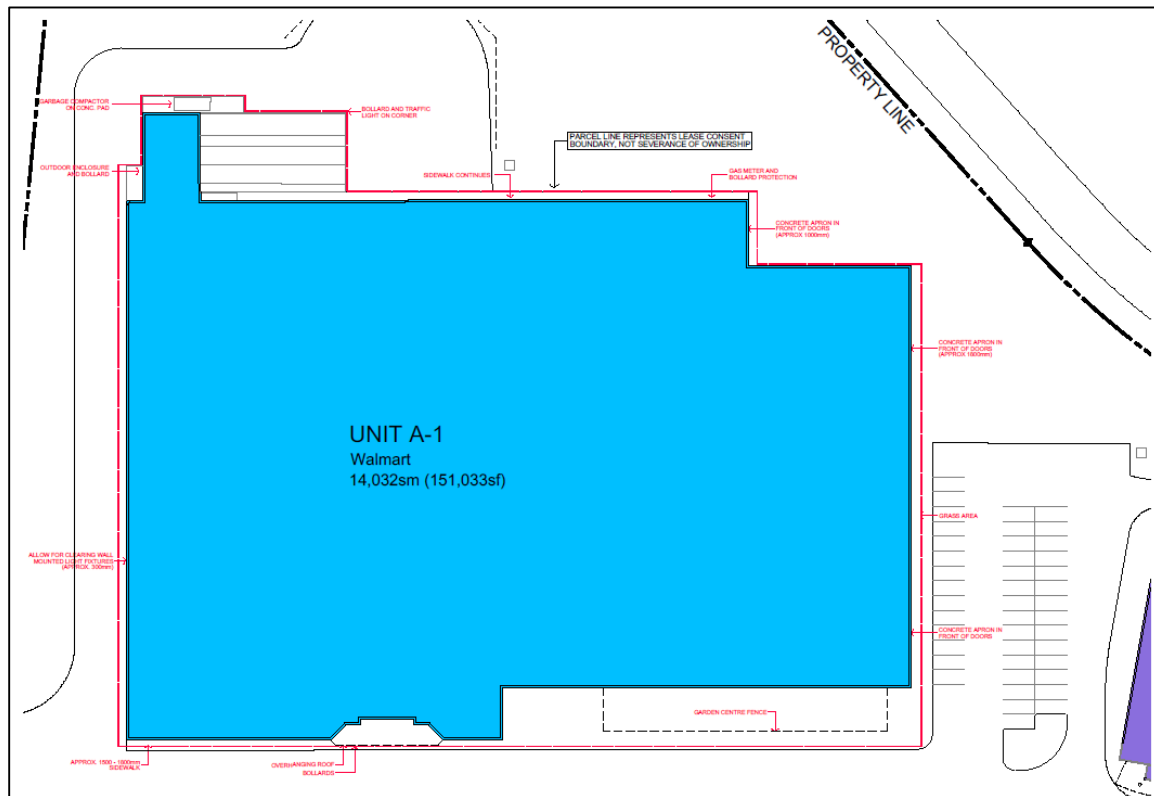 PROPERTY LINE
GARBAGE COMPACTOR
ON CONC. PAD
BOLLARD AND TRAFFIC
LIGHT ON CORNER
PARCEL LINE REPRESENTS LEASE CONSENT
BOUNDARY, NOT SEVERANCE OF OWNERSHIP
OUTDOOR ENCLOSURE
AND BOLLARD
SIDEWALK CONTINUES
GAS METER AND
BOLLARD PROTECTION
CONCRETE APRON IN
FRONT OF DOORS
(APPROX 1000mm)
CONCRETE APRON IN
FRONT OF DOORS
(APPROX 1600mm)
UNIT A-1
Walmart
14,032sm (151,033sf)
GRASS AREA
ALLOW FOR CLEARING WALL
MOUNTED LIGHT FIXTURES
(APPROX. 300mm)
CONCRETE APRON IN
FRONT OF DOORS
GARDEN CENTRE FENCE
APPROX. 1500 - 1800mm
SIDEWALK
OVERHANGING ROOF
BOLLARDS